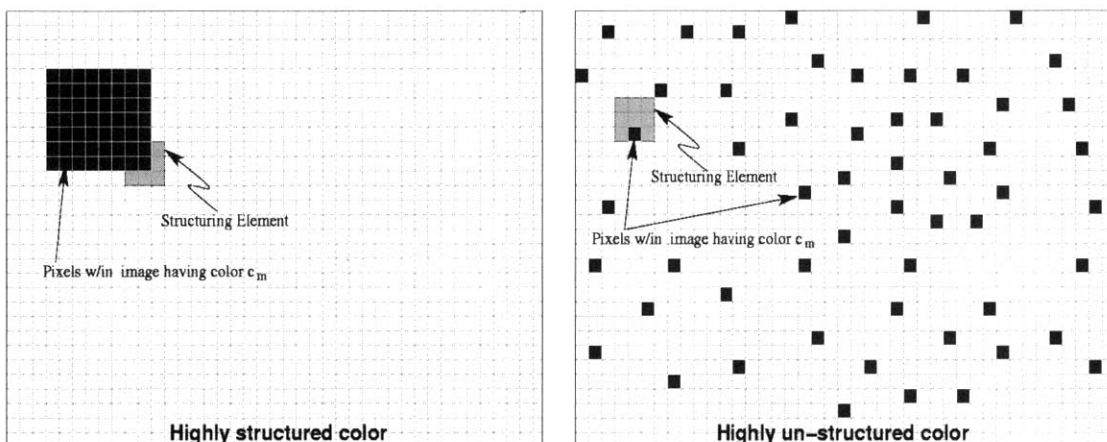 Structuring Element
Pixels w/in image having color c_m
Highly structured color
Structuring Element
Pixels w/in image having color c_m
Highly un-structured color